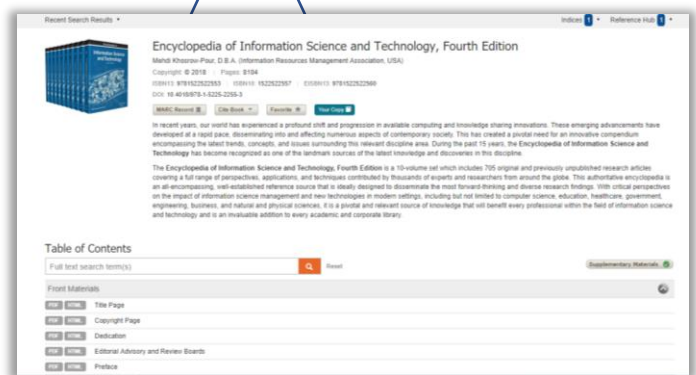 Recent Search Results
Indices 1 Reference Hub 1
Encyclopedia of Information Science and Technology, Fourth Edition
Mehdi Khosrow-Pour, D.B.A. (Information Resources Management Association, USA)
Copyright: © 2018 | Pages: 8104
ISBN13: 9781522522553 | ISBN10: 1522522557 | EISBN13: 9781522522560
DOI: 10.4018/978-1-5225-2255-3
MARC Record Cite Book Favorite Your Copy
In recent years, our world has experienced a profound shift and progression in available computing and knowledge sharing innovations. These emerging advancements have
developed at a rapid pace, disseminating into and affecting numerous aspects of contemporary society. This has created a pivotal need for an innovative compendium
encompassing the latest trends, concepts, and issues surrounding this relevant discipline area. During the past 15 years, the Encyclopedia of Information Science and
Technology has become recognized as one of the landmark sources of the latest knowledge and discoveries in this discipline.
The Encyclopedia of Information Science and Technology, Fourth Edition is a 10-volume set which includes 705 original and previously unpublished research articles
covering a full range of perspectives, applications, and techniques contributed by thousands of experts and researchers from around the globe. This authoritative encyclopedia is
an all-encompassing, well-established reference source that is ideally designed to disseminate the most forward-thinking and diverse research findings. With critical perspectives
on the impact of information science management and new technologies in modern settings, including but not limited to computer science, education, healthcare, government,
engineering, business, and natural and physical sciences, it is a pivotal and relevant source of knowledge that will benefit every professional within the field of information science
and technology and is an invaluable addition to every academic and corporate library.
Table of Contents
Full text search term(s) Reset
Supplementary Materials
Front Materials
PDF HTML Title Page
PDF HTML Copyright Page
PDF HTML Dedication
PDF HTML Editorial Advisory and Review Boards
PDF HTML Preface